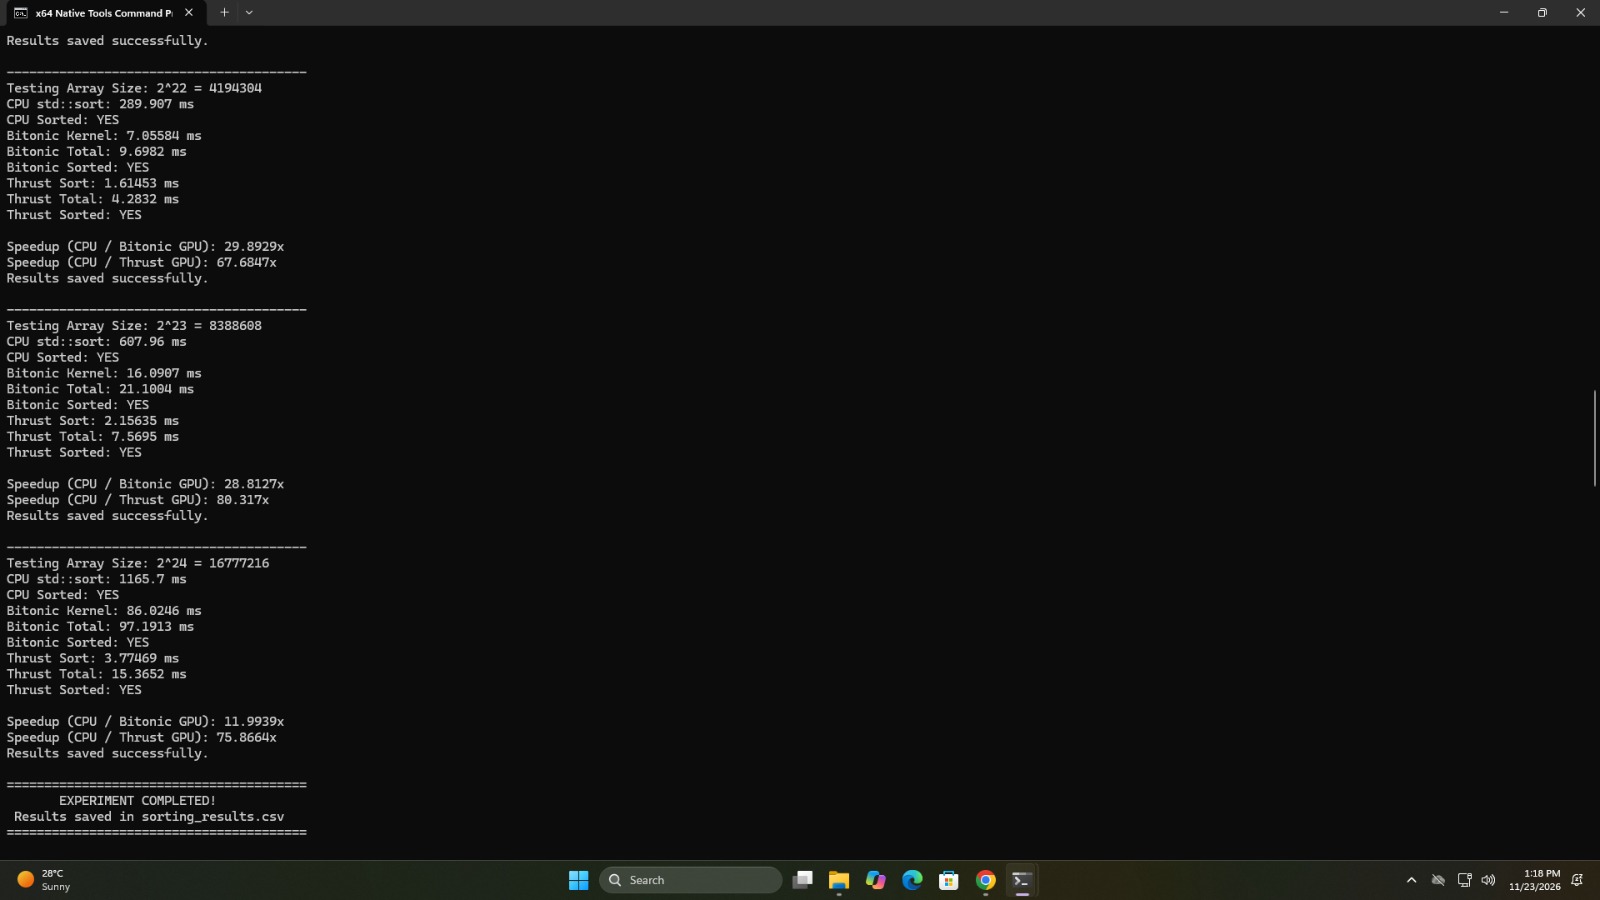 x64 Native Tools Command P
Results saved successfully.
----------------------------------------
Testing Array Size: 2^22 = 4194304
CPU std::sort: 289.907 ms
CPU Sorted: YES
Bitonic Kernel: 7.05584 ms
Bitonic Total: 9.6982 ms
Bitonic Sorted: YES
Thrust Sort: 1.61453 ms
Thrust Total: 4.2832 ms
Thrust Sorted: YES
Speedup (CPU / Bitonic GPU): 29.8929x
Speedup (CPU / Thrust GPU): 67.6847x
Results saved successfully.
----------------------------------------
Testing Array Size: 2^23 = 8388608
CPU std::sort: 607.96 ms
CPU Sorted: YES
Bitonic Kernel: 16.0907 ms
Bitonic Total: 21.1004 ms
Bitonic Sorted: YES
Thrust Sort: 2.15635 ms
Thrust Total: 7.5695 ms
Thrust Sorted: YES
Speedup (CPU / Bitonic GPU): 28.8127x
Speedup (CPU / Thrust GPU): 80.317x
Results saved successfully.
----------------------------------------
Testing Array Size: 2^24 = 16777216
CPU std::sort: 1165.7 ms
CPU Sorted: YES
Bitonic Kernel: 86.0246 ms
Bitonic Total: 97.1913 ms
Bitonic Sorted: YES
Thrust Sort: 3.77469 ms
Thrust Total: 15.3652 ms
Thrust Sorted: YES
Speedup (CPU / Bitonic GPU): 11.9939x
Speedup (CPU / Thrust GPU): 75.8664x
Results saved successfully.
========================================
EXPERIMENT COMPLETED!
Results saved in sorting_results.csv
========================================
28°C
Sunny
Search
1:18 PM
11/23/2026